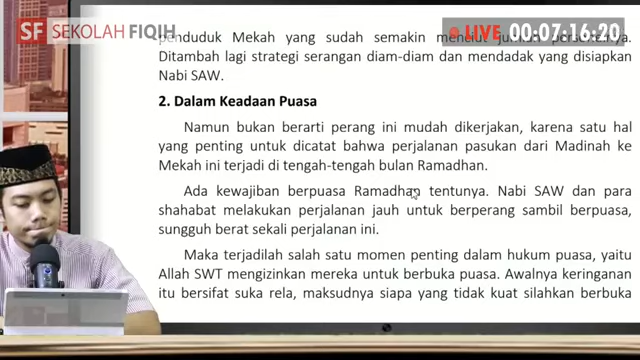 SF SEKOLAH FIQIH
LIVE 00:07:16:20
penduduk Mekah yang sudah semakin menciut jumlah
Ditambah lagi strategi serangan diam-diam dan mendadak yang disiapkan
Nabi SAW.
2. Dalam Keadaan Puasa
Namun bukan berarti perang ini mudah dikerjakan, karena satu hal
yang penting untuk dicatat bahwa perjalanan pasukan dari Madinah ke
Mekah ini terjadi di tengah-tengah bulan Ramadhan.
Ada kewajiban berpuasa Ramadhan tentunya. Nabi SAW dan para
shahabat melakukan perjalanan jauh untuk berperang sambil berpuasa,
sungguh berat sekali perjalanan ini.
Maka terjadilah salah satu momen penting dalam hukum puasa, yaitu
Allah SWT mengizinkan mereka untuk berbuka puasa. Awalnya keringanan
itu bersifat suka rela, maksudnya siapa yang tidak kuat silahkan berbuka